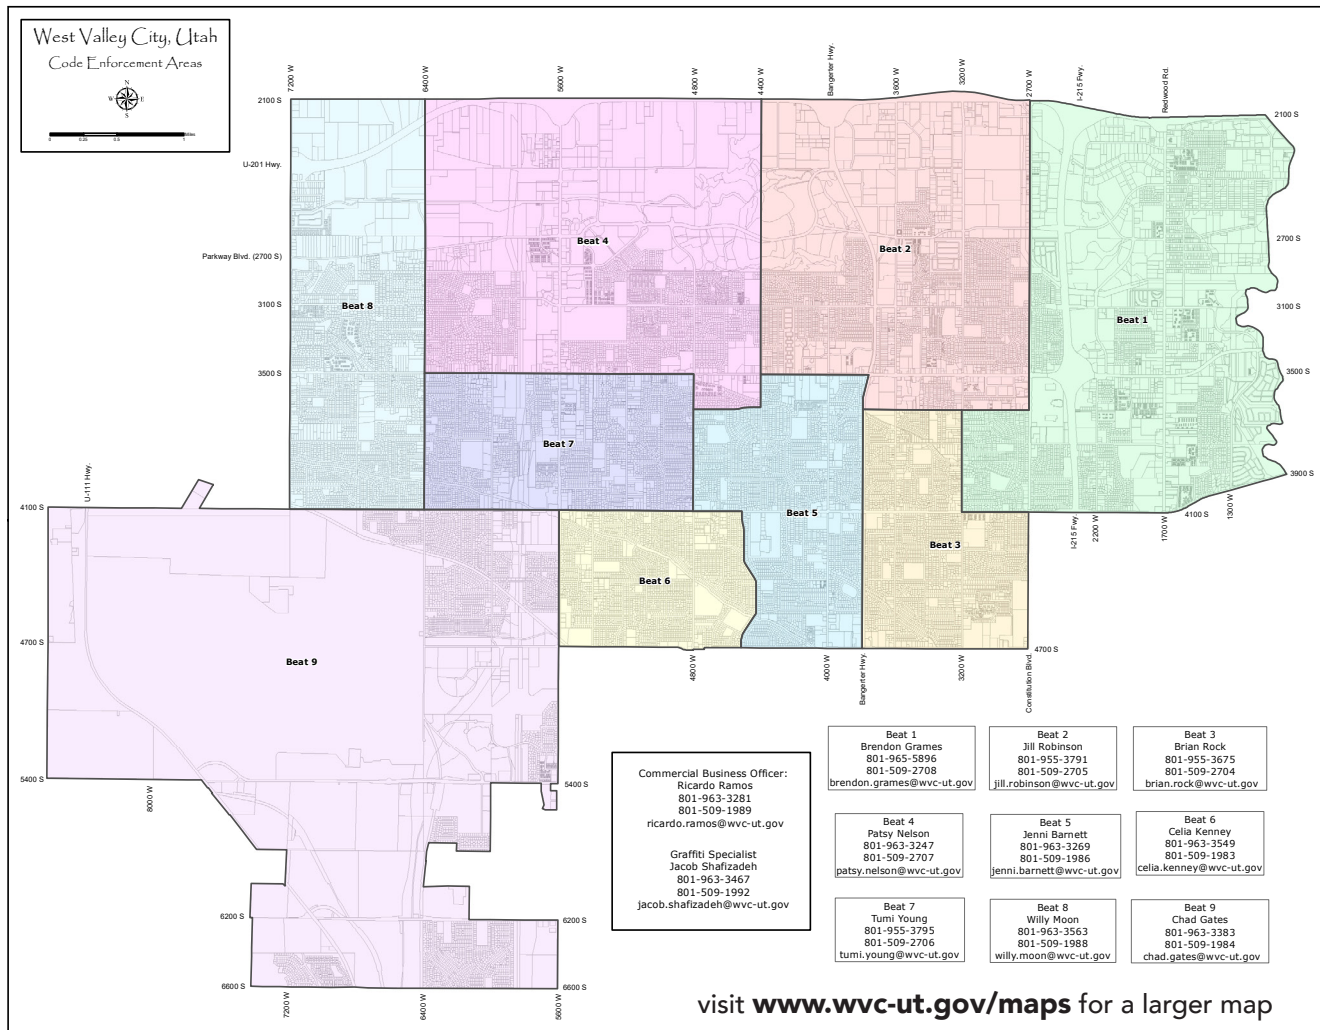 West Valley City, Utah
Code Enforcement Areas
N
W E
S
0 0.25 0.5 1 Miles
7200 W
6400 W
5600 W
4800 W
4400 W
Bangerter Hwy.
3600 W
3200 W
2700 W
I-215 Fwy.
Redwood Rd.
2100 S
2100 S
U-201 Hwy.
2700 S
Parkway Blvd. (2700 S)
3100 S
3100 S
3500 S
3500 S
3900 S
Beat 4
Beat 2
Beat 8
Beat 1
Beat 7
Beat 5
Beat 3
Beat 6
Beat 9
U-111 Hwy.
4100 S
4100 S
1300 W
1700 W
2200 W
I-215 Fwy.
4700 S
4700 S
4800 W
4000 W
Bangerter Hwy.
3200 W
Constitution Blvd.
5400 S
5400 S
8000 W
6200 S
6200 S
6600 S
6600 S
7200 W
6400 W
5600 W
Commercial Business Officer:
Ricardo Ramos
801-963-3281
801-509-1989
ricardo.ramos@wvc-ut.gov
Graffiti Specialist
Jacob Shafizadeh
801-963-3467
801-509-1992
jacob.shafizadeh@wvc-ut.gov
Beat 1
Brendon Grames
801-965-5896
801-509-2708
brendon.grames@wvc-ut.gov
Beat 2
Jill Robinson
801-955-3791
801-509-2705
jill.robinson@wvc-ut.gov
Beat 3
Brian Rock
801-955-3675
801-509-2704
brian.rock@wvc-ut.gov
Beat 4
Patsy Nelson
801-963-3247
801-509-2707
patsy.nelson@wvc-ut.gov
Beat 5
Jenni Barnett
801-963-3269
801-509-1986
jenni.barnett@wvc-ut.gov
Beat 6
Celia Kenney
801-963-3549
801-509-1983
celia.kenney@wvc-ut.gov
Beat 7
Tumi Young
801-955-3795
801-509-2706
tumi.young@wvc-ut.gov
Beat 8
Willy Moon
801-963-3563
801-509-1988
willy.moon@wvc-ut.gov
Beat 9
Chad Gates
801-963-3383
801-509-1984
chad.gates@wvc-ut.gov
visit www.wvc-ut.gov/maps for a larger map